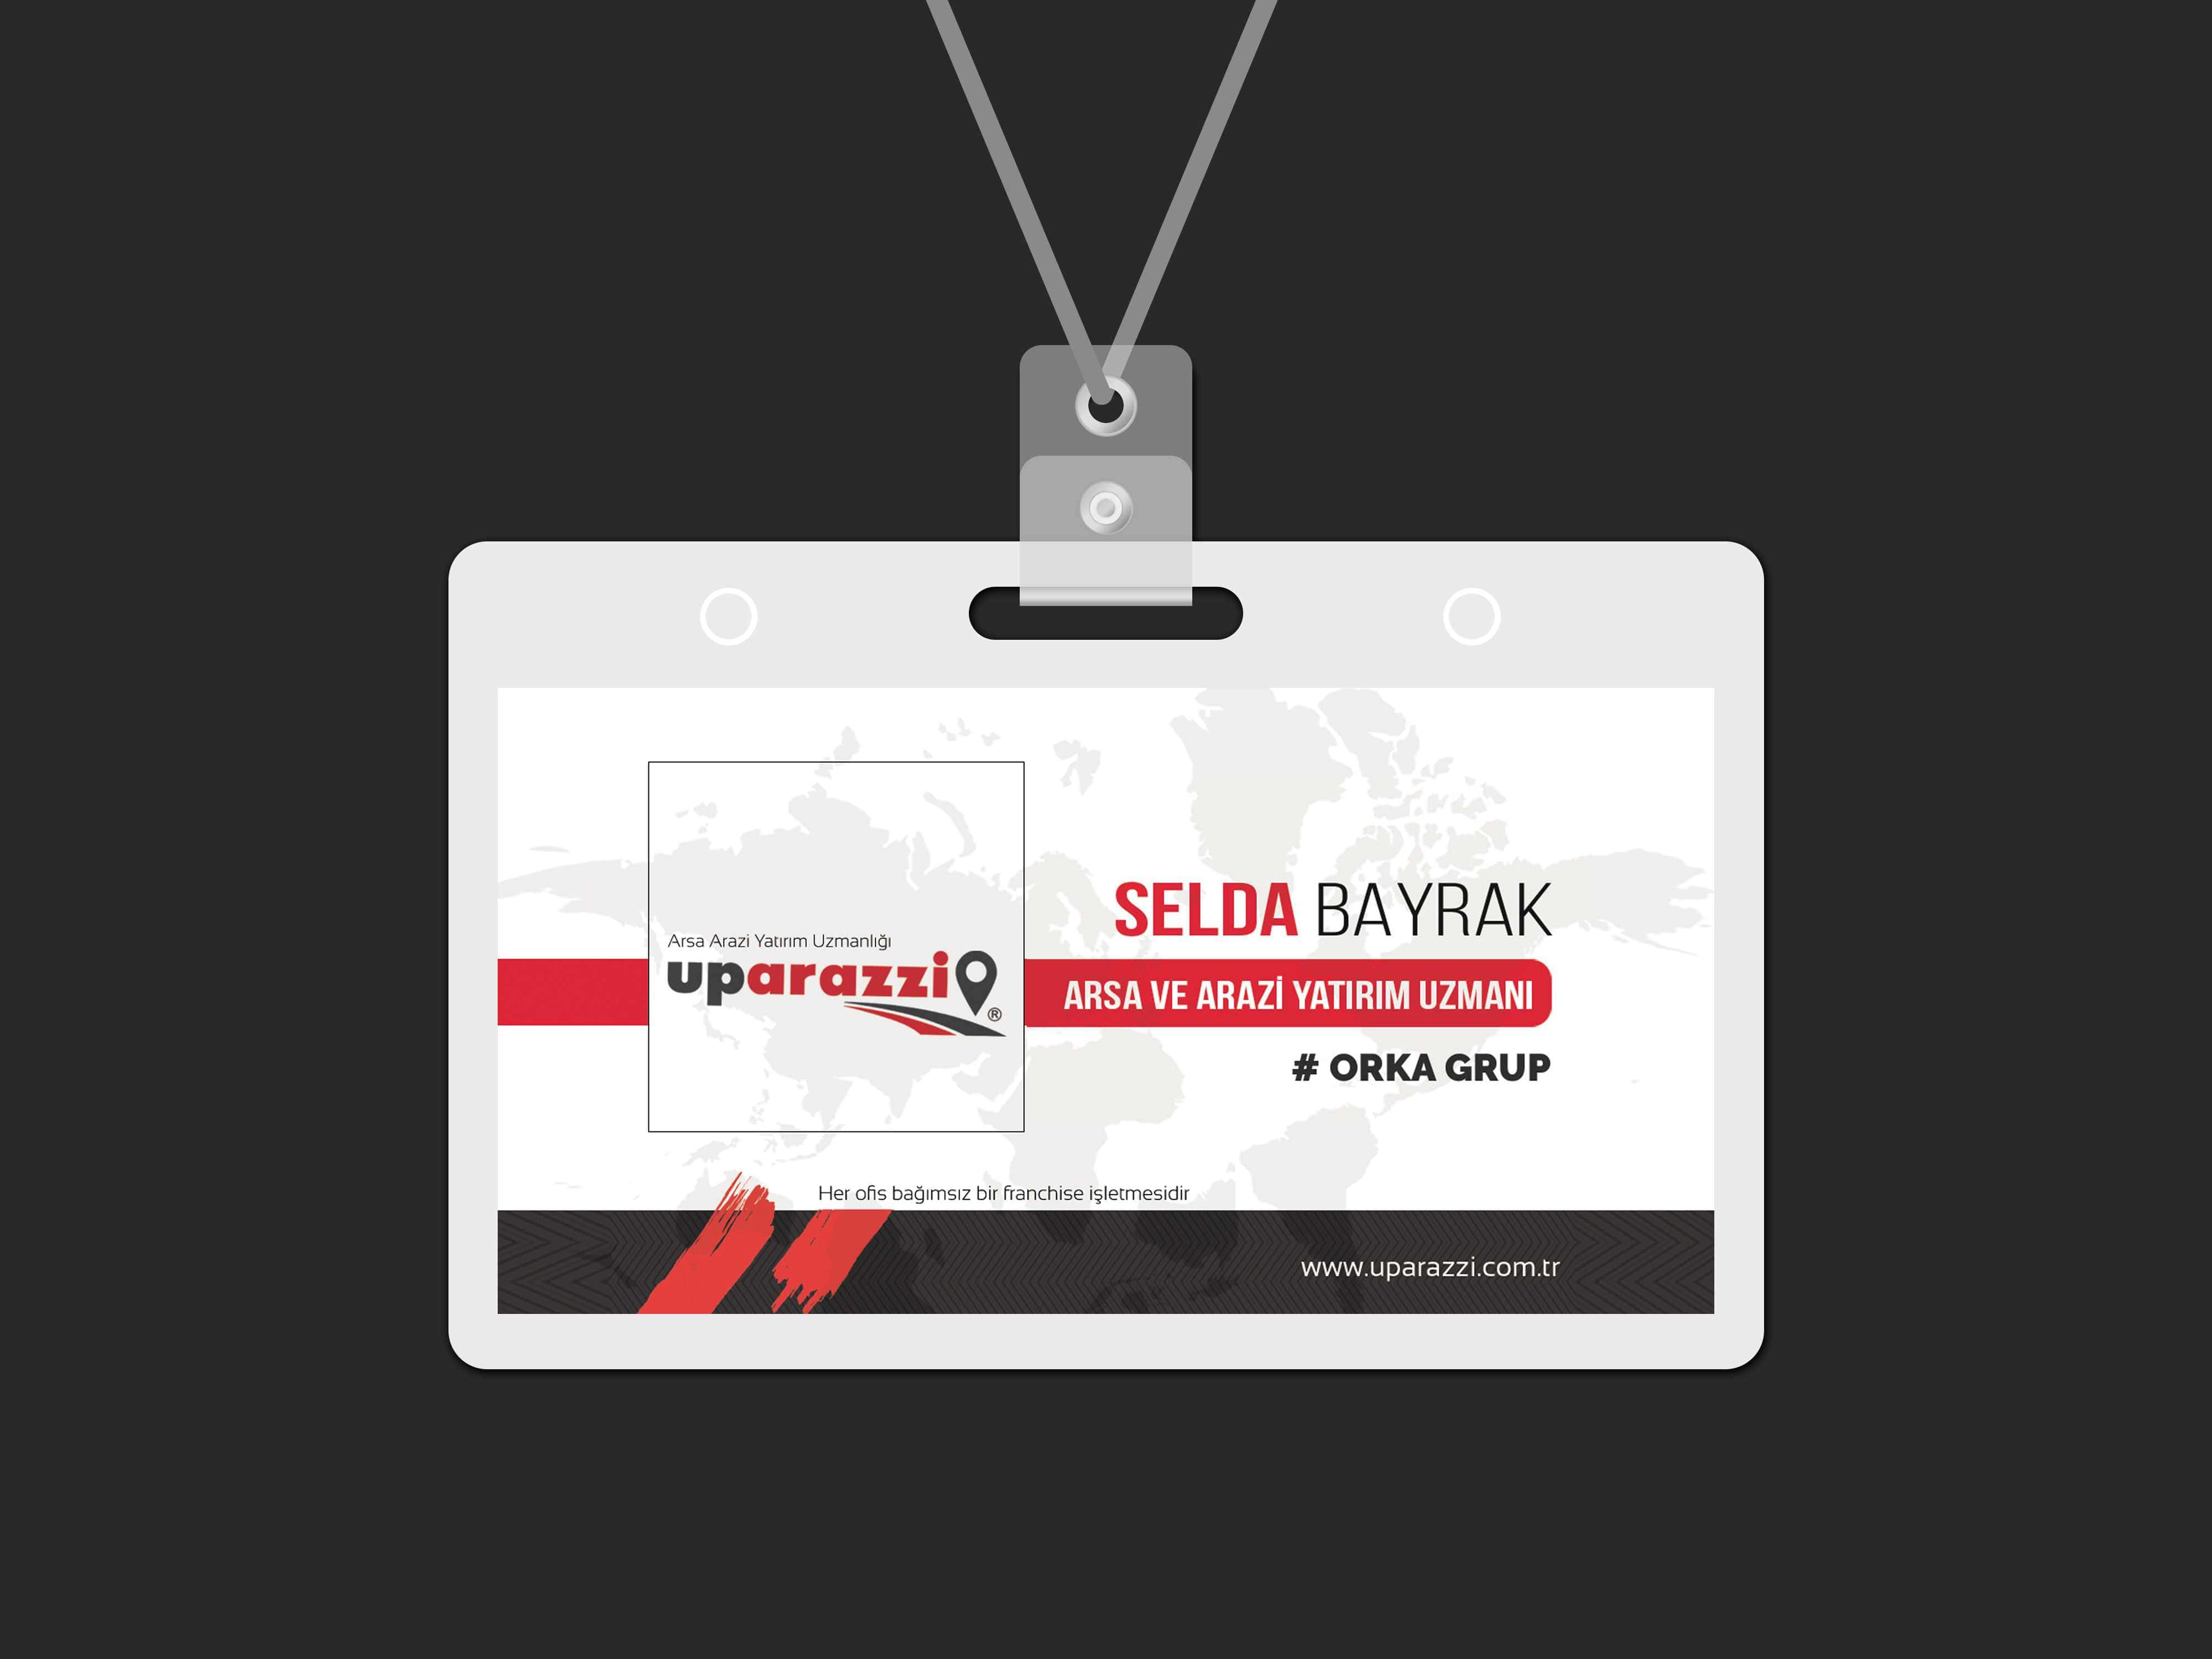 SELDA BAYRAK
Arsa Arazi Yatırım Uzmanlığı
uparazzi®
ARSA VE ARAZİ YATIRIM UZMANI
# ORKA GRUP
Her ofis bağımsız bir franchise işletmesidir
www.uparazzi.com.tr